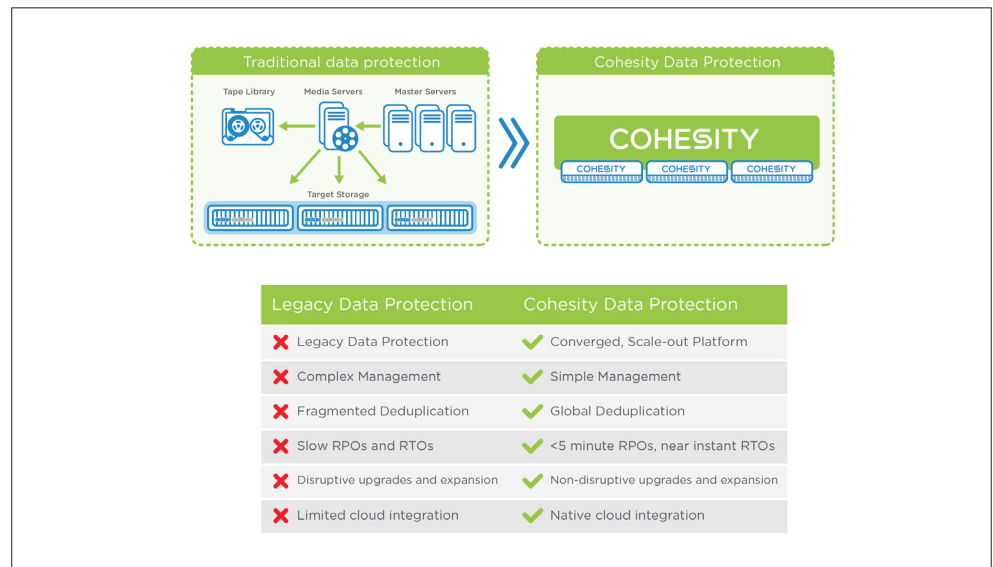 Traditional data protection
Cohesity Data Protection
Tape Library
Media Servers
Master Servers
Target Storage
COHESITY
COHESITY
COHESITY
COHESITY
Legacy Data Protection
Cohesity Data Protection
Legacy Data Protection
Converged, Scale-out Platform
Complex Management
Simple Management
Fragmented Deduplication
Global Deduplication
Slow RPOs and RTOs
<5 minute RPOs, near instant RTOs
Disruptive upgrades and expansion
Non-disruptive upgrades and expansion
Limited cloud integration
Native cloud integration